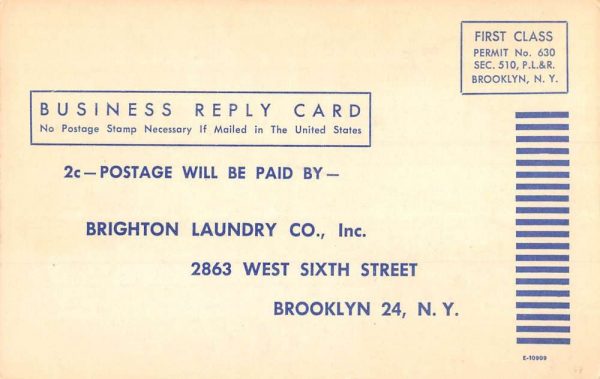 FIRST CLASS
PERMIT No. 630
SEC. 510, P.L.&R.
BROOKLYN, N. Y.
BUSINESS REPLY CARD
No Postage Stamp Necessary If Mailed in The United States
2c—POSTAGE WILL BE PAID BY—
BRIGHTON LAUNDRY CO., Inc.
2863 WEST SIXTH STREET
BROOKLYN 24, N. Y.
E-10909